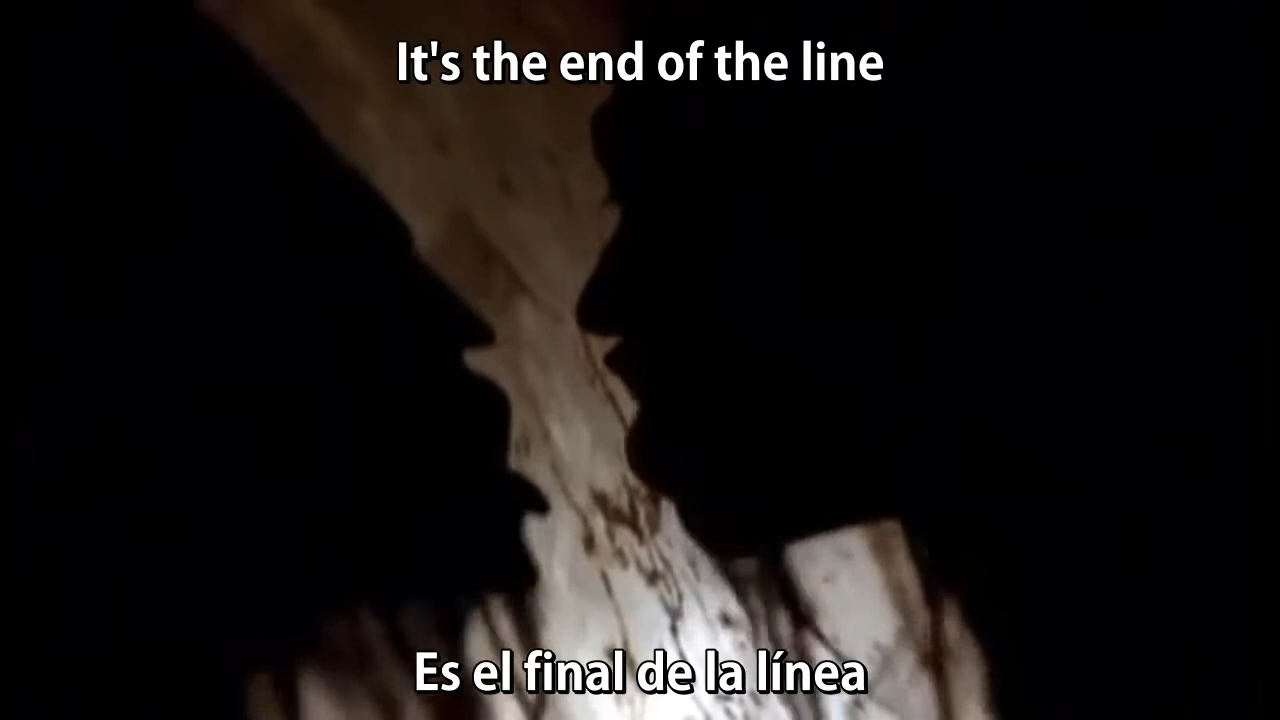 It's the end of the line
Es el final de la línea